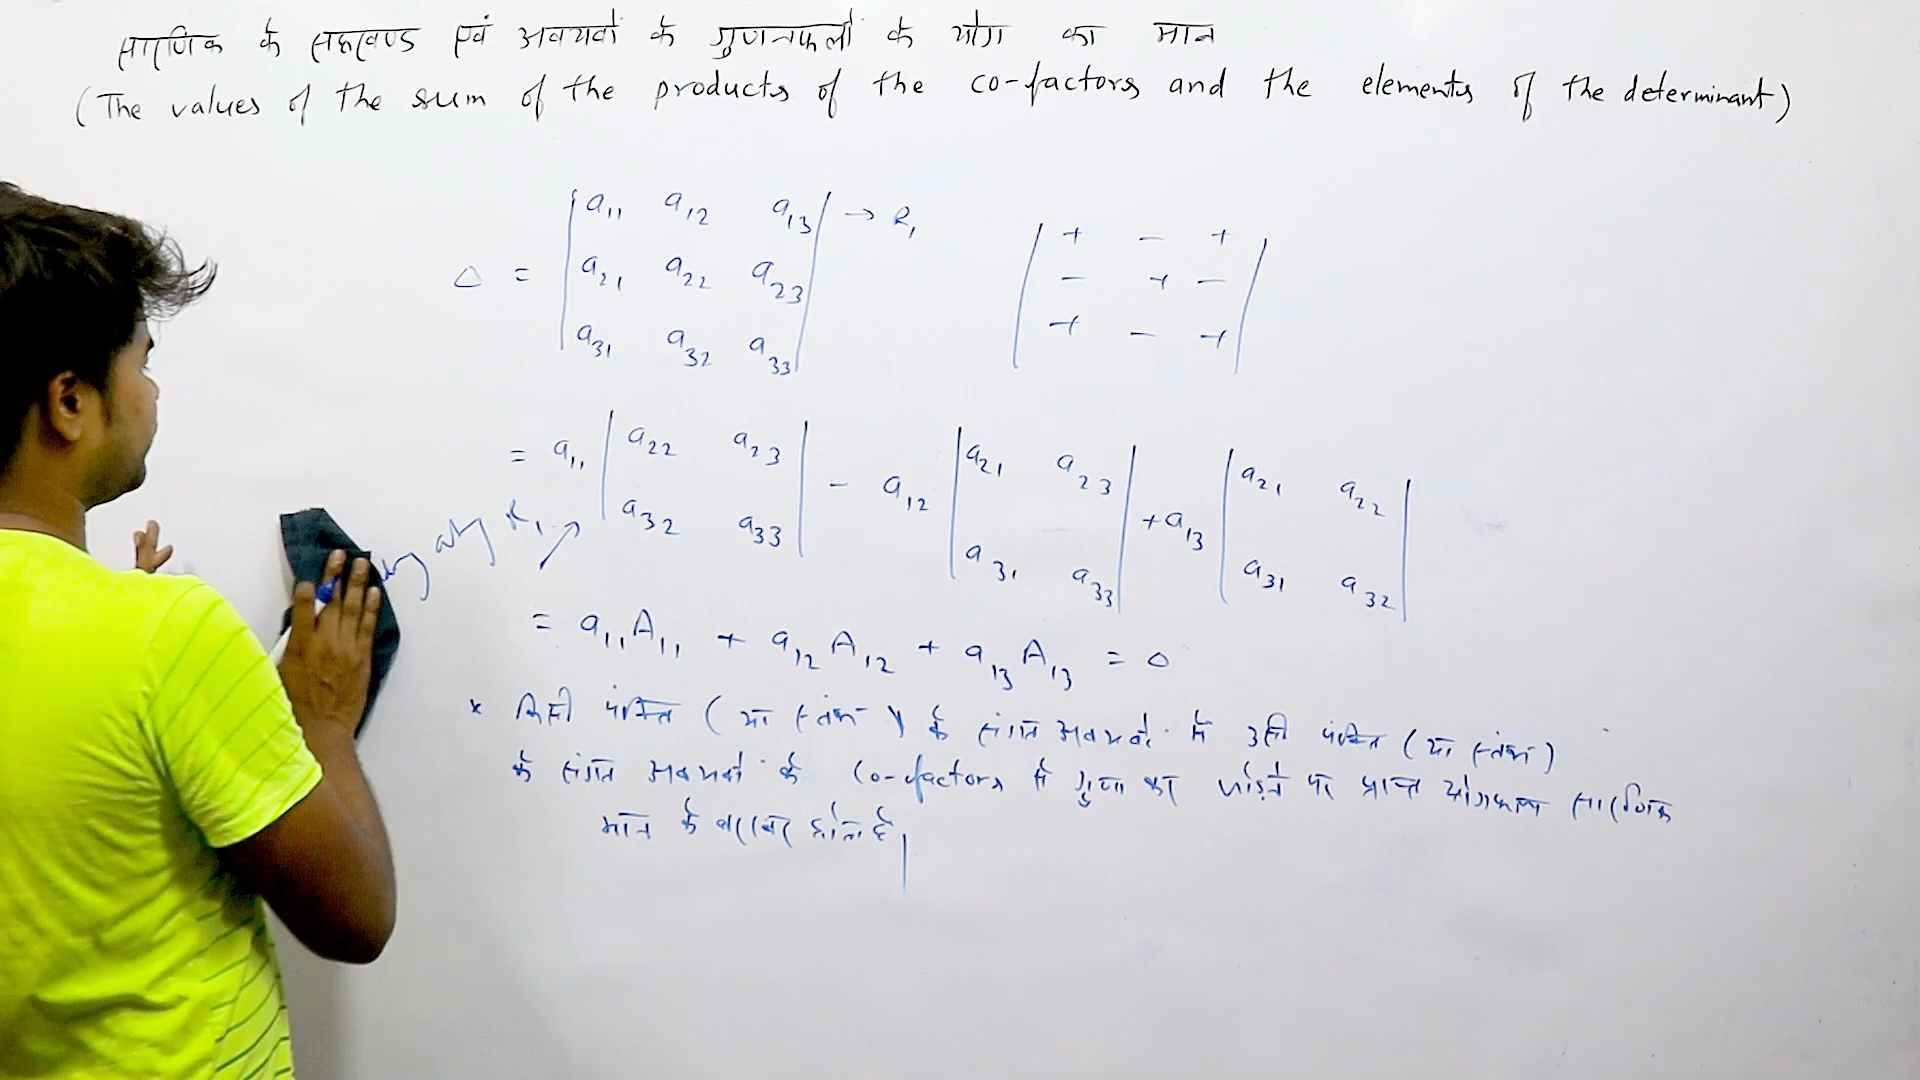 सारणिक के सहखण्ड एवं अवयवों के गुणनफलों के योग का मान
(The values of the sum of the products of the co-factors and the elements of the determinant)
a11 a12 a13 → R1
Δ = a21 a22 a23
a31 a32 a33
+ − +
− + −
+ − +
= a11 | a22 a23 | − a12 | a21 a23 | + a13 | a21 a22 |
| a32 a33 | | a31 a33 | | a31 a32 |
R1
= a11A11 + a12A12 + a13A13 = Δ
* किसी पंक्ति (या स्तंभ) के संगत अवयवों में उसी पंक्ति (या स्तंभ)
के संगत अवयवों के co-factors से गुणा कर जोड़ने पर प्राप्त योगफल सारणिक
मान के बराबर होता है|